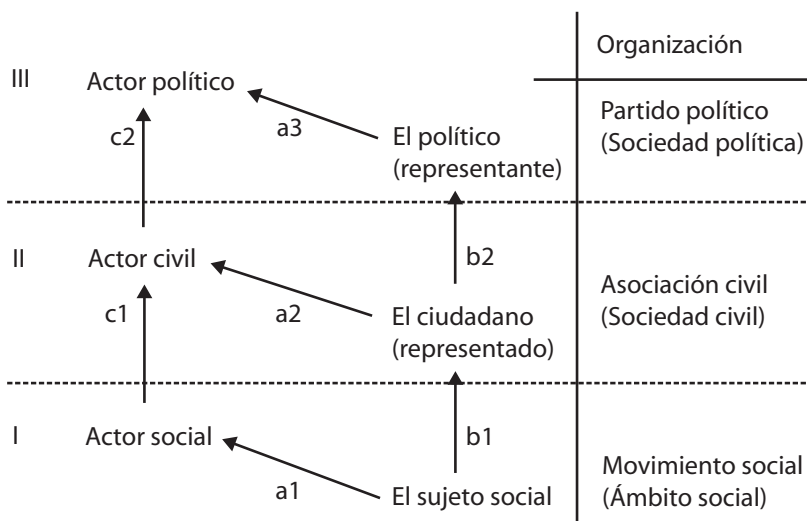 Organización
III
Actor político
Partido político
(Sociedad política)
c2
a3
El político
(representante)
II
Actor civil
b2
Asociación civil
(Sociedad civil)
c1
a2
El ciudadano
(representado)
I
Actor social
b1
Movimiento social
(Ámbito social)
a1
El sujeto social